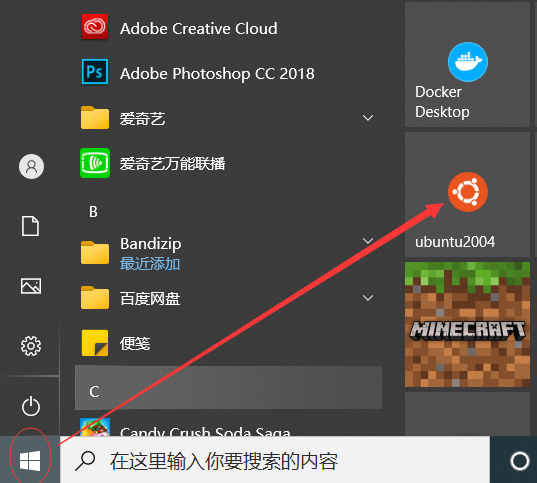 Adobe Creative Cloud
Adobe Photoshop CC 2018
爱奇艺
爱奇艺万能联播
B
Bandizip
最近添加
百度网盘
便笺
C
Candy Crush Soda Saga
Docker
Desktop
ubuntu2004
MINECRAFT
在这里输入你要搜索的内容